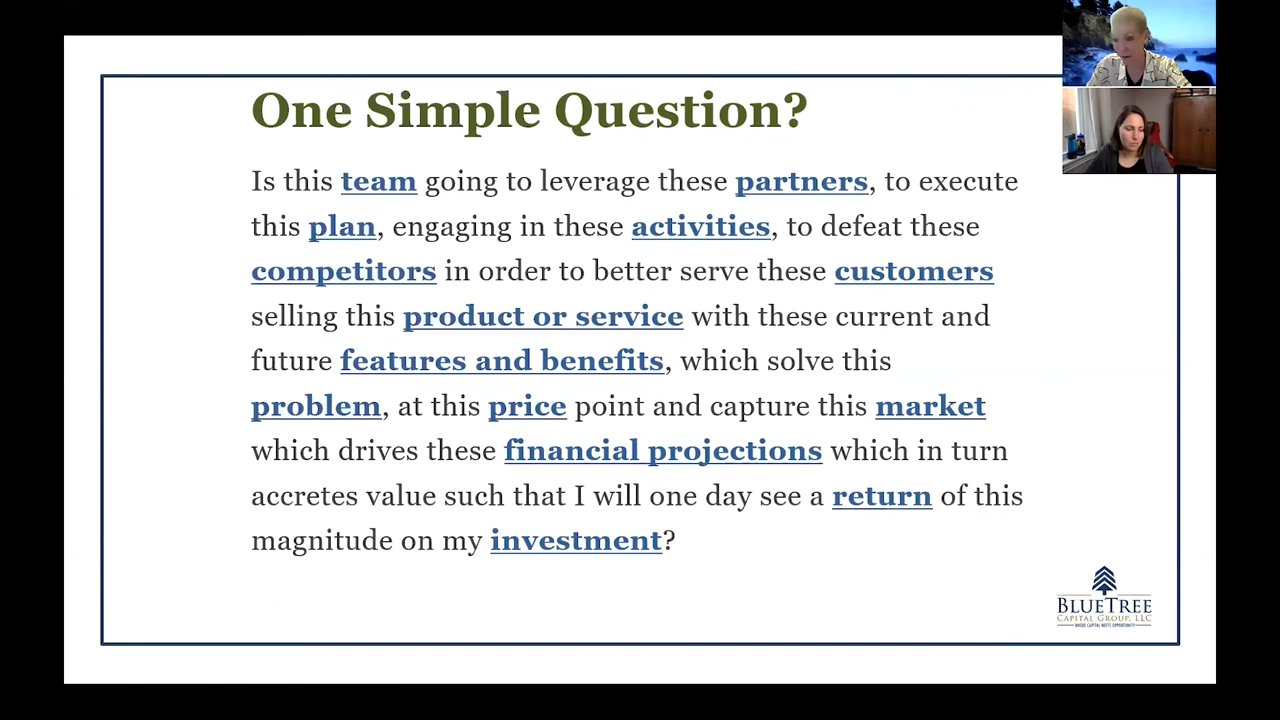 One Simple Question?
Is this team going to leverage these partners, to execute
this plan, engaging in these activities, to defeat these
competitors in order to better serve these customers
selling this product or service with these current and
future features and benefits, which solve this
problem, at this price point and capture this market
which drives these financial projections which in turn
accretes value such that I will one day see a return of this
magnitude on my investment?
BLUETREE
CAPITAL GROUP, LLC
WHERE CAPITAL MEETS OPPORTUNITY